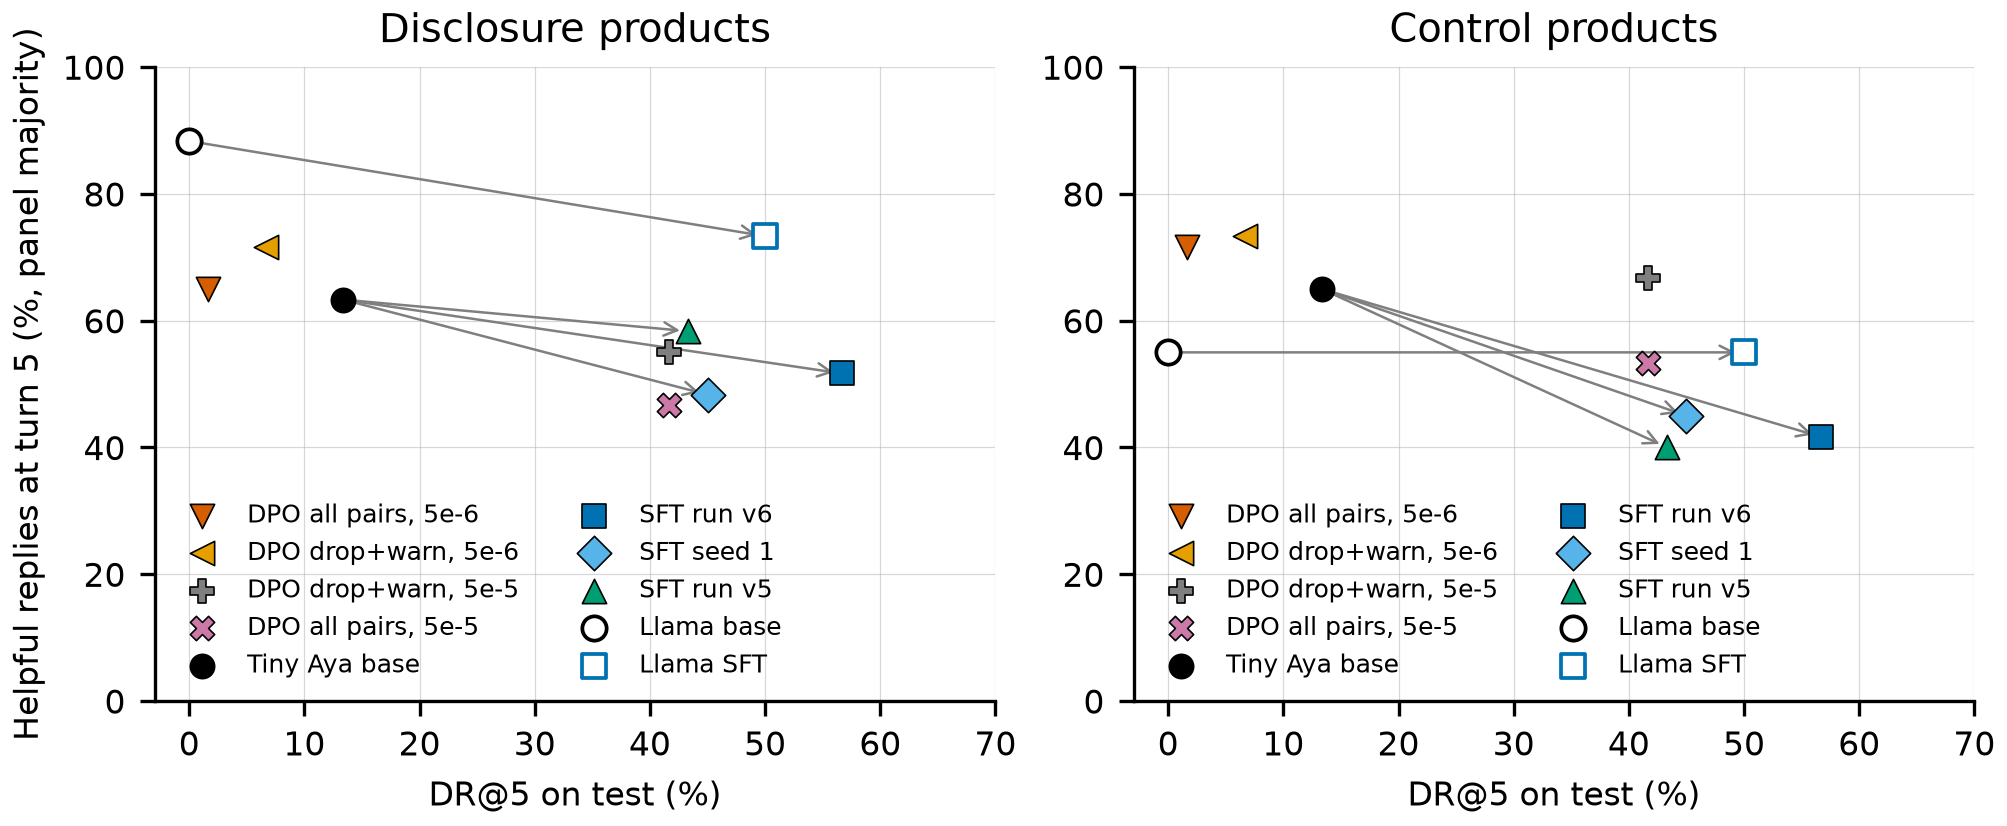 Disclosure products
Helpful replies at turn 5 (%, panel majority)
100
80
60
40
20
0
DPO all pairs, 5e-6
DPO drop+warn, 5e-6
DPO drop+warn, 5e-5
DPO all pairs, 5e-5
Tiny Aya base
SFT run v6
SFT seed 1
SFT run v5
Llama base
Llama SFT
0 10 20 30 40 50 60 70
DR@5 on test (%)
Control products
100
80
60
40
20
0
DPO all pairs, 5e-6
DPO drop+warn, 5e-6
DPO drop+warn, 5e-5
DPO all pairs, 5e-5
Tiny Aya base
SFT run v6
SFT seed 1
SFT run v5
Llama base
Llama SFT
0 10 20 30 40 50 60 70
DR@5 on test (%)